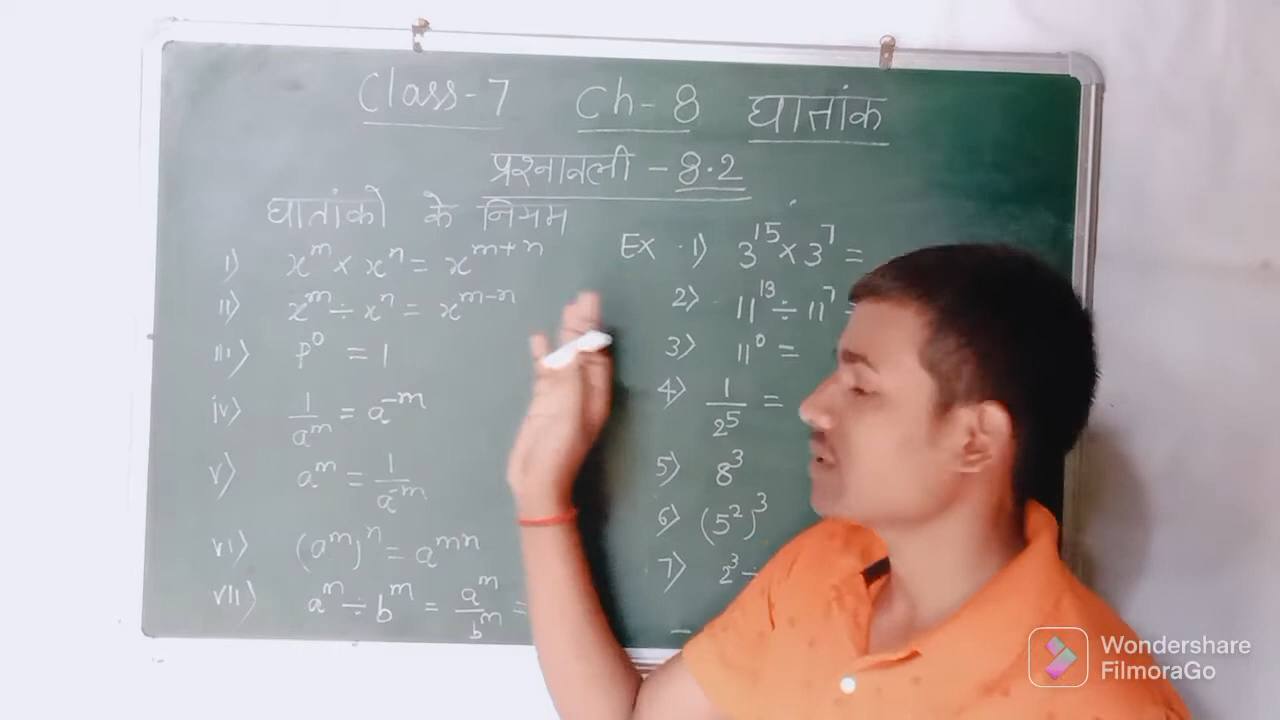 Class-7 Ch-8 घातांक
प्रश्नावली - 8.2
घातांको के नियम
i) x^m × x^n = x^{m+n}
ii) x^m ÷ x^n = x^{m-n}
iii) P^0 = 1
iv) 1/a^m = a^{-m}
v) a^m = 1/a^{-m}
vi) (a^m)^n = a^{mn}
vii) a^m ÷ b^m = a^m/b^m =
Ex 1) 3^15 × 3^7 =
2) 11^13 ÷ 11^7 =
3) 11^0 =
4) 1/2^5 =
5) 8^3
6) (5^2)^3
7) 2^3 ÷
Wondershare
FilmoraGo